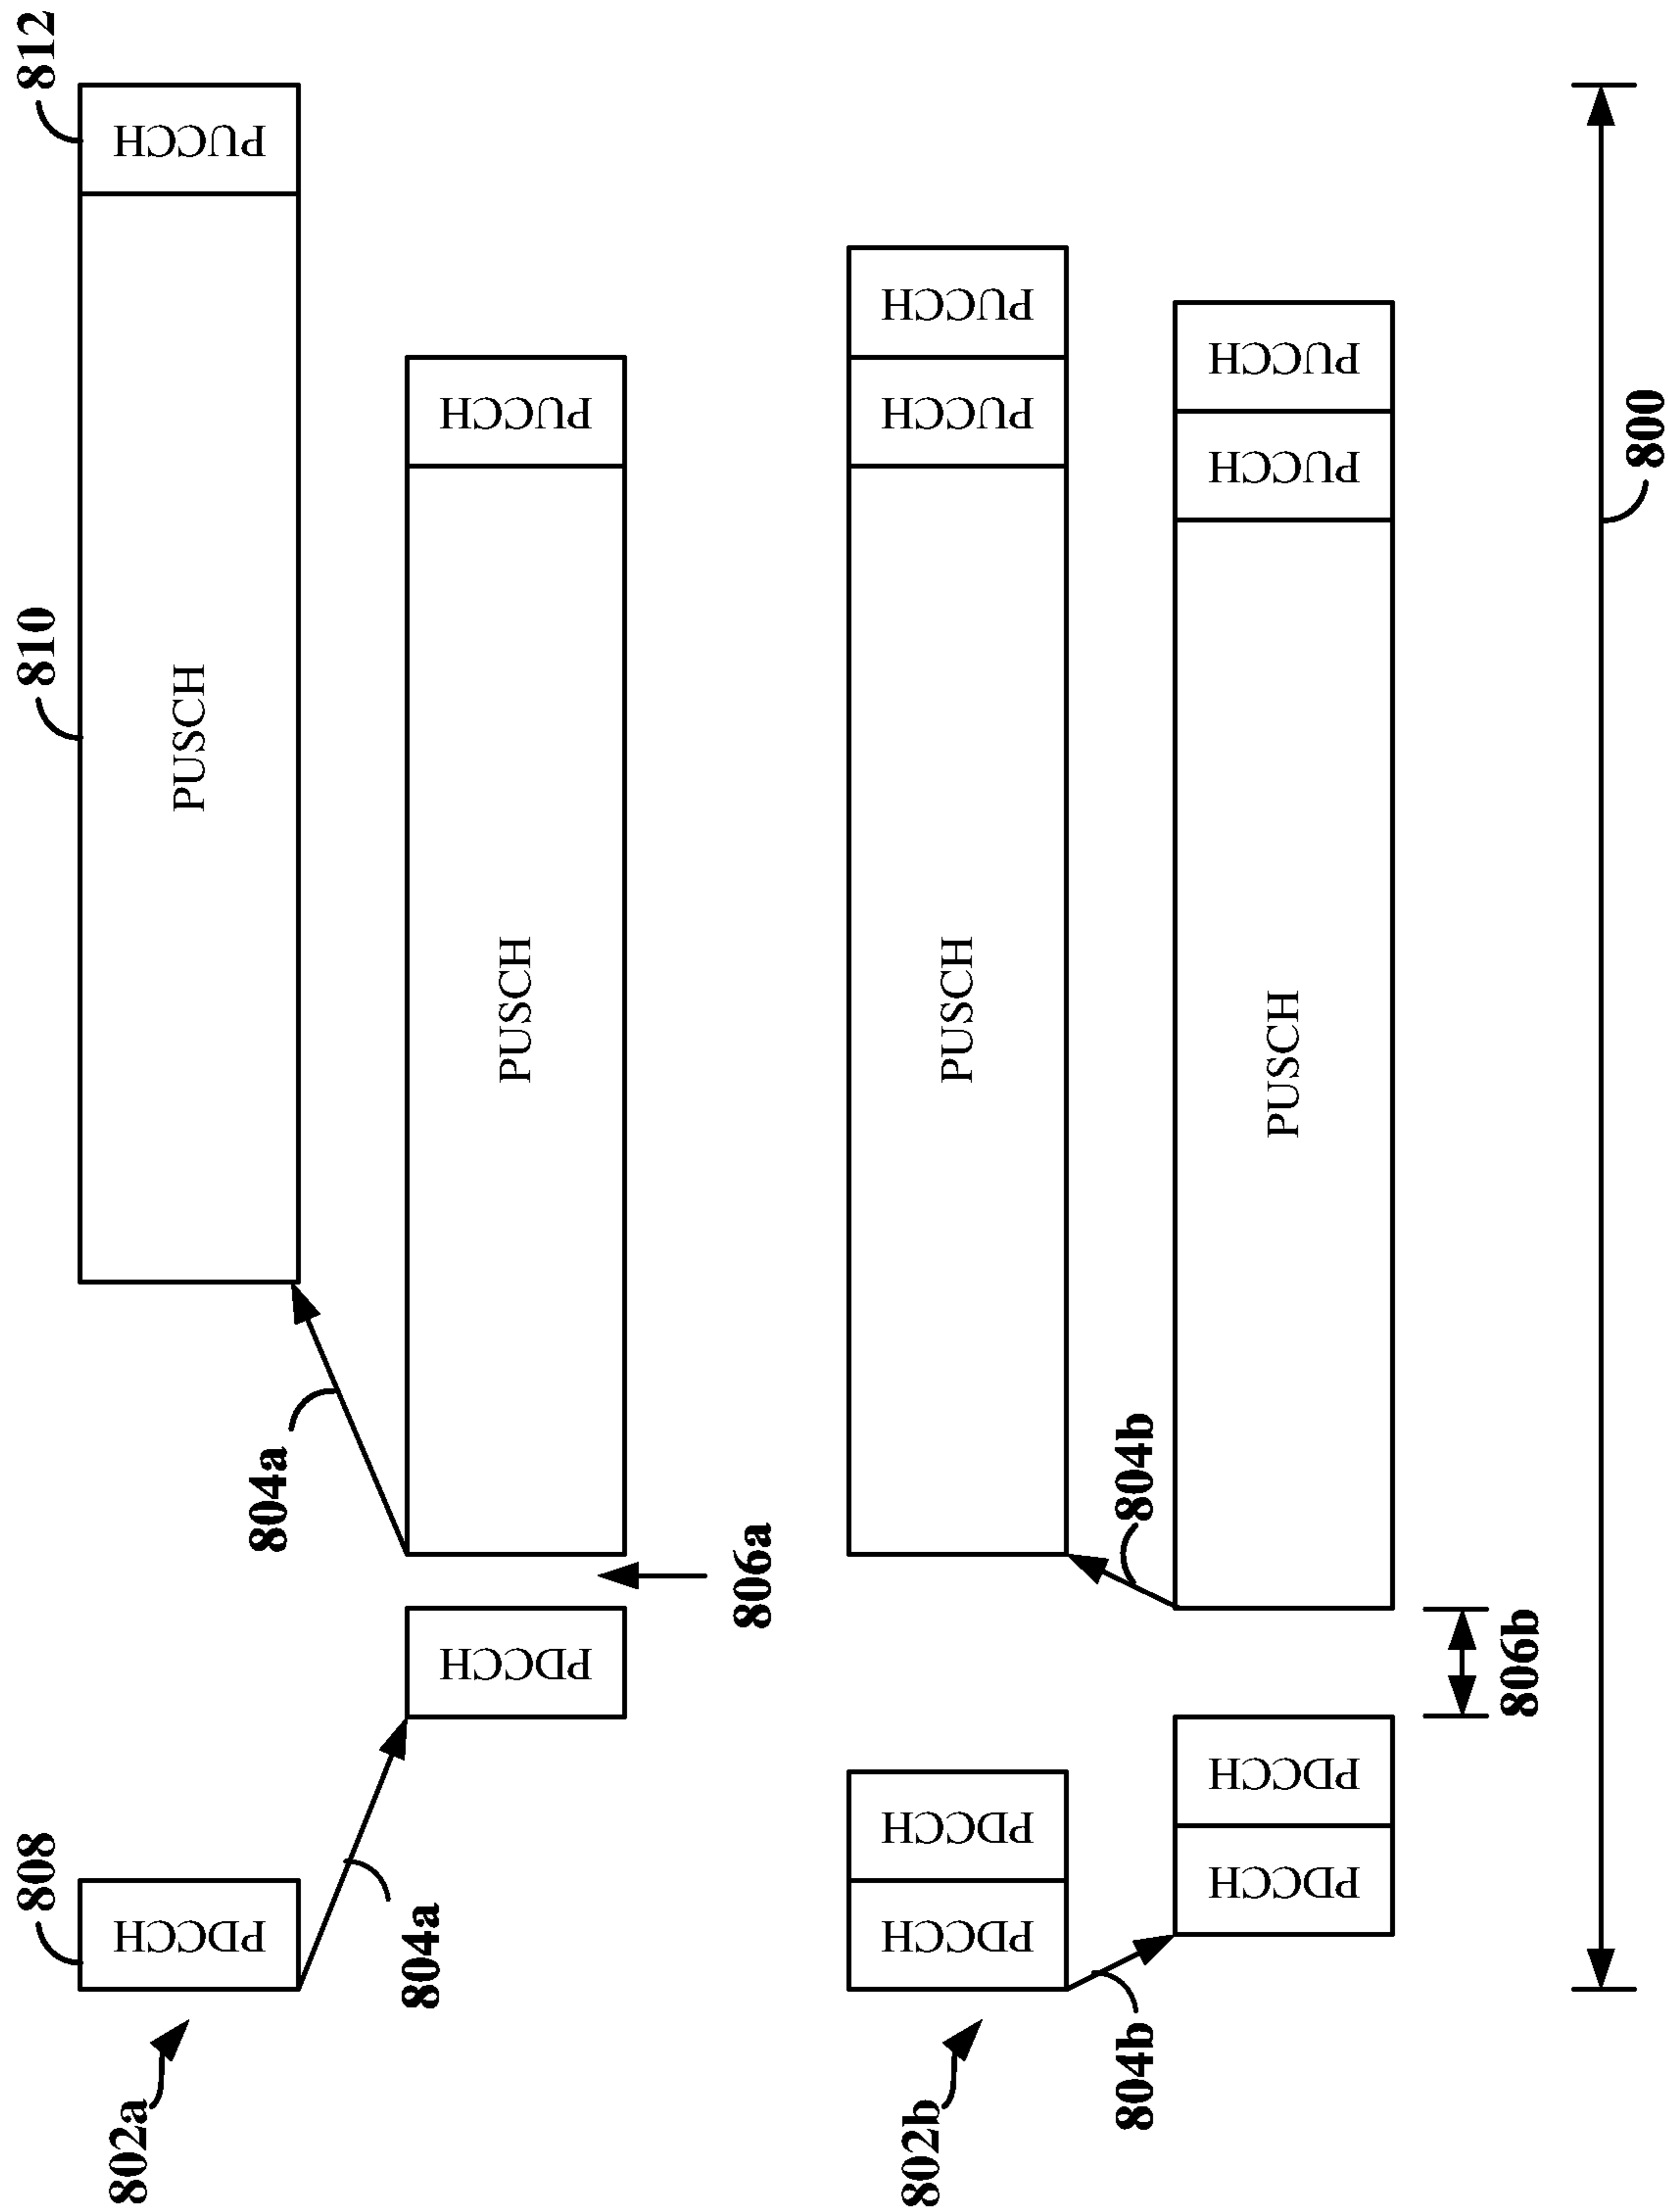 808
810
812
802a
PDCCH
PUSCH
PUCCH
804a
804a
PDCCH
PUSCH
PUCCH
806a
802b
PDCCH
PDCCH
PUSCH
PUCCH
PUCCH
804b
804b
PDCCH
PDCCH
PUSCH
PUCCH
PUCCH
806b
800